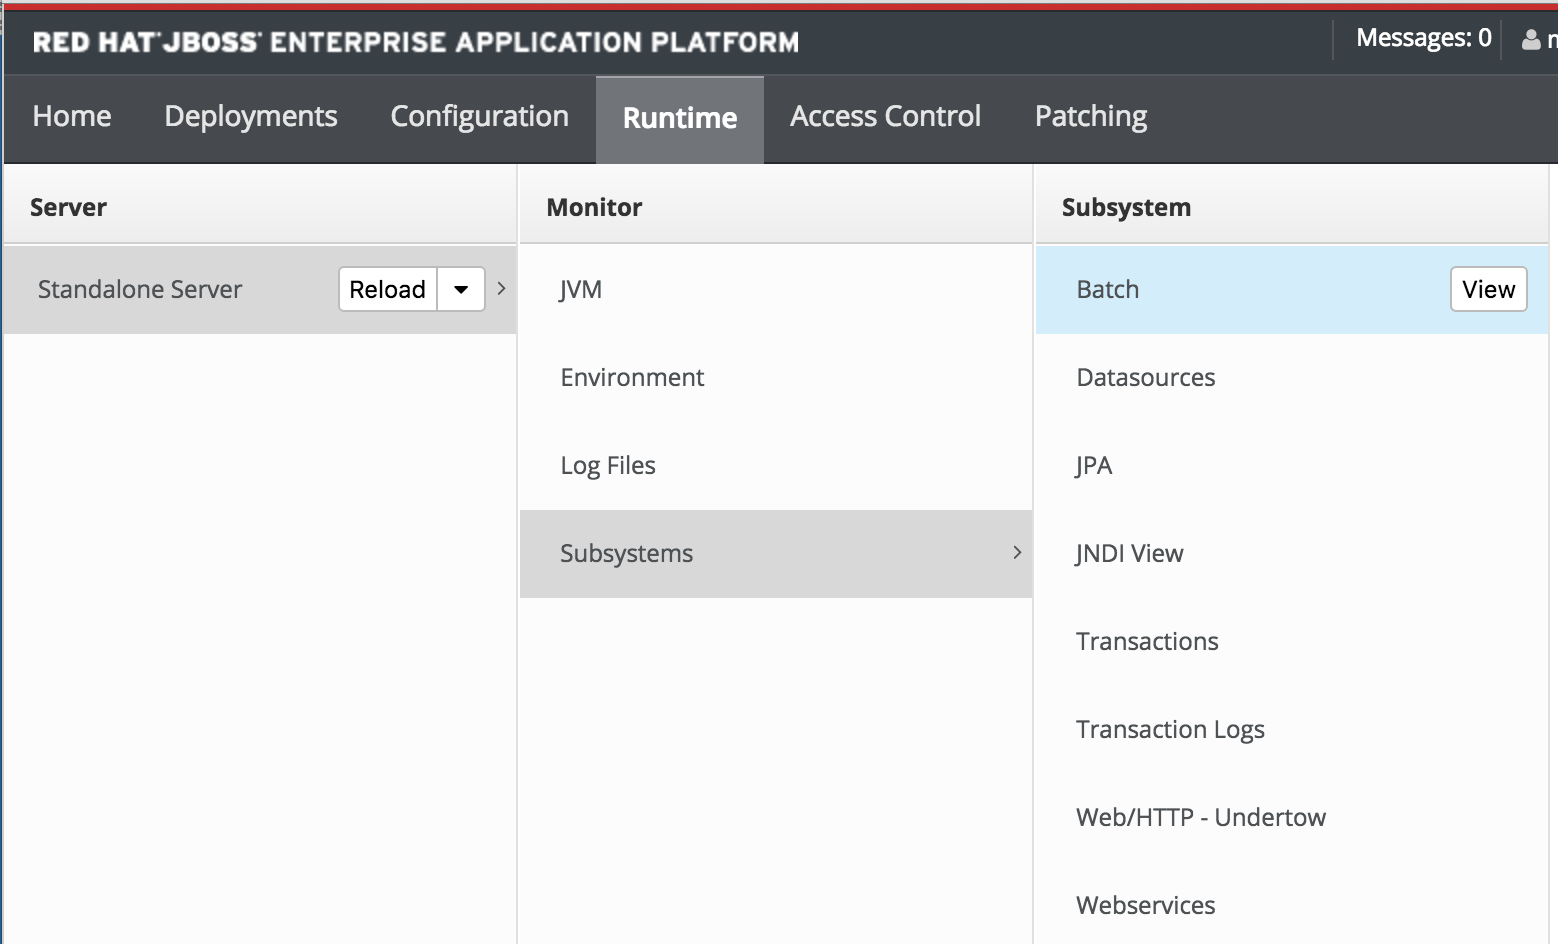 RED HAT® JBOSS® ENTERPRISE APPLICATION PLATFORM
Messages: 0
Home Deployments Configuration Runtime Access Control Patching
Server
Standalone Server Reload
Monitor
JVM
Environment
Log Files
Subsystems
Subsystem
Batch View
Datasources
JPA
JNDI View
Transactions
Transaction Logs
Web/HTTP - Undertow
Webservices